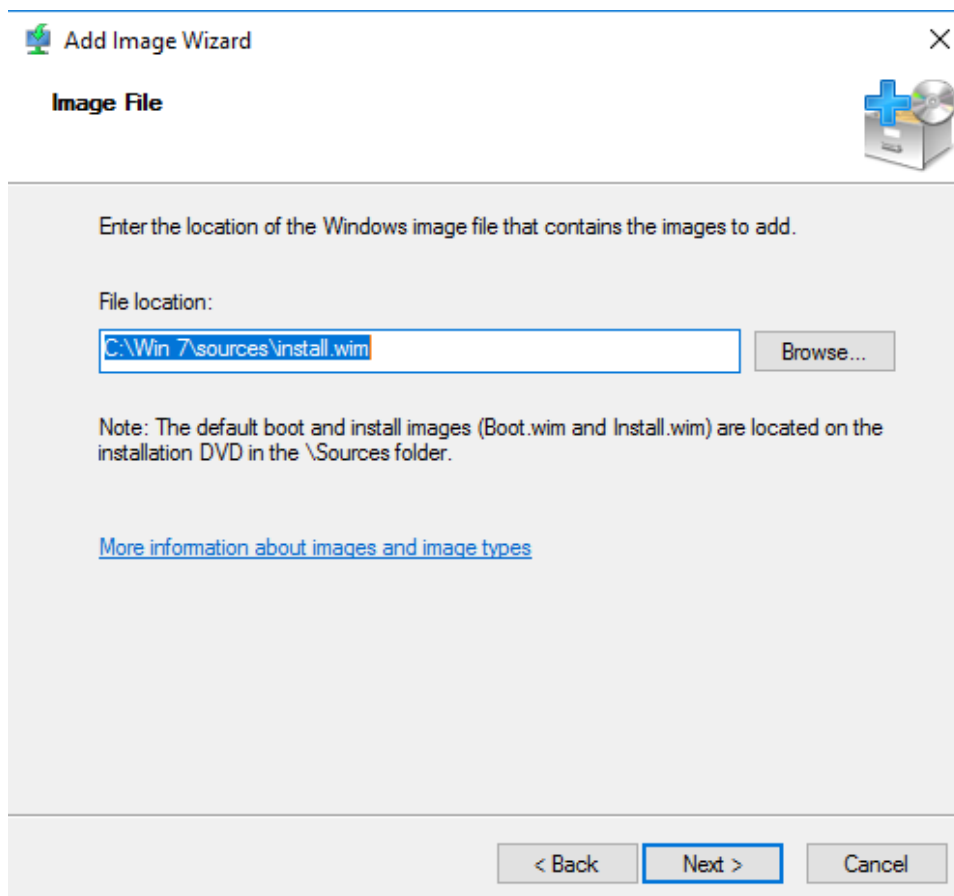 Add Image Wizard
Image File
Enter the location of the Windows image file that contains the images to add.
File location:
C:\Win 7\sources\install.wim
Browse...
Note: The default boot and install images (Boot.wim and Install.wim) are located on the
installation DVD in the \Sources folder.
More information about images and image types
< Back
Next >
Cancel